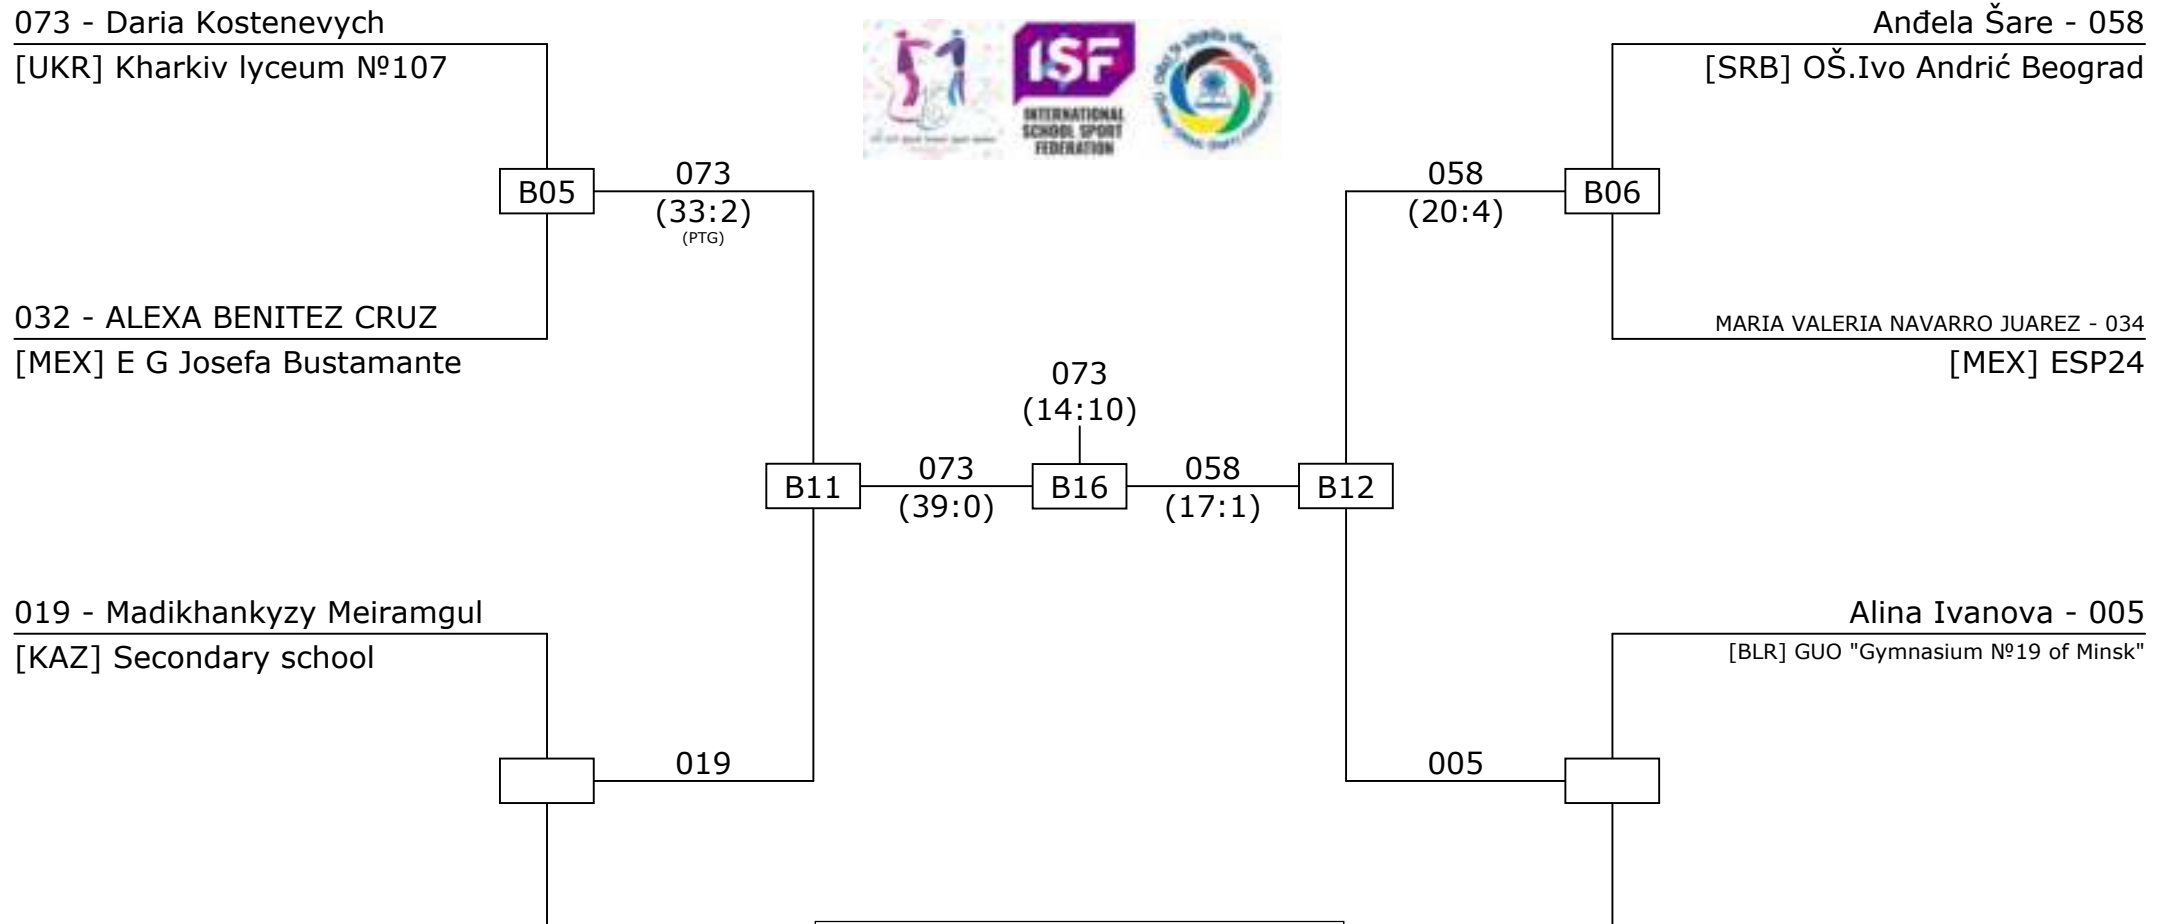 073 - Daria Kostenevych
[UKR] Kharkiv lyceum №107
Anđela Šare - 058
[SRB] OŠ.Ivo Andrić Beograd
ISF
INTERNATIONAL
SCHOOL SPORT
FEDERATION
B05
073
(33:2)
(PTG)
058
(20:4)
B06
032 - ALEXA BENITEZ CRUZ
[MEX] E G Josefa Bustamante
MARIA VALERIA NAVARRO JUAREZ - 034
[MEX] ESP24
073
(14:10)
B11
073
(39:0)
B16
058
(17:1)
B12
019 - Madikhankyzy Meiramgul
[KAZ] Secondary school
Alina Ivanova - 005
[BLR] GUO "Gymnasium №19 of Minsk"
019
005